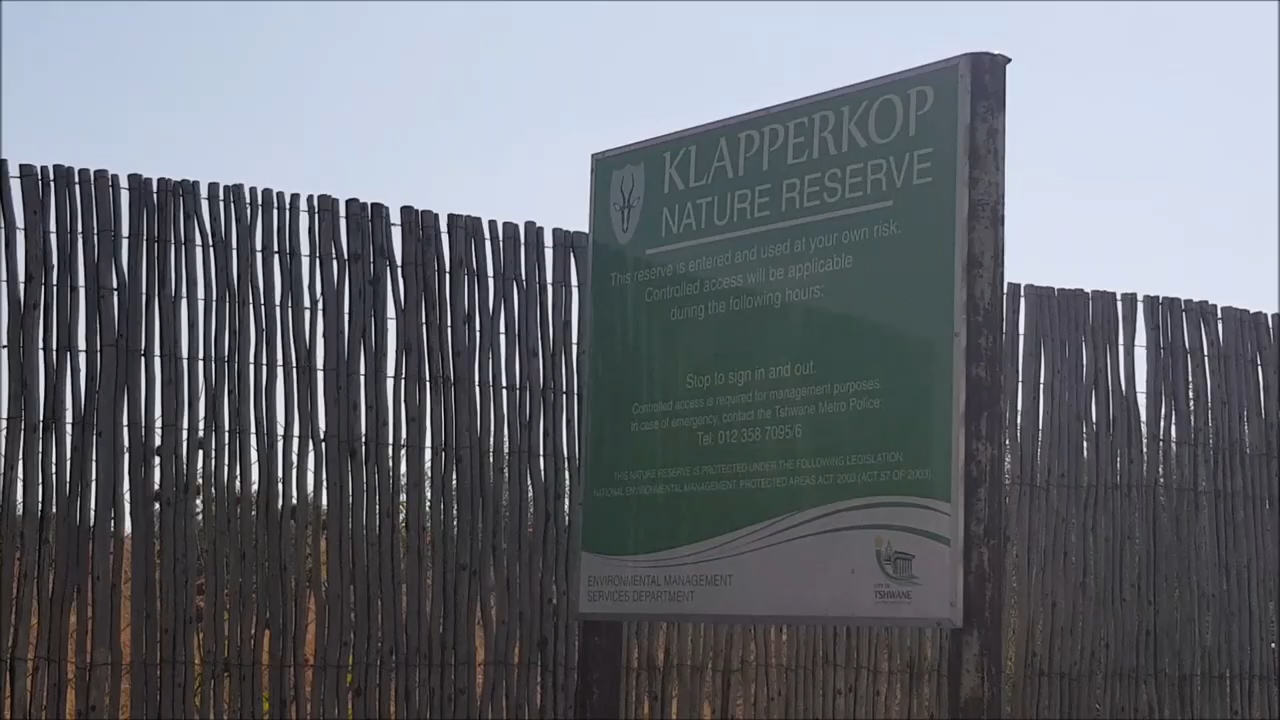 KLAPPERKOP
NATURE RESERVE
This reserve is entered and used at your own risk.
Controlled access will be applicable
during the following hours:
Stop to sign in and out.
Controlled access is required for management purposes.
In case of emergency, contact the Tshwane Metro Police:
Tel: 012 358 7095/6
THIS NATURE RESERVE IS PROTECTED UNDER THE FOLLOWING LEGISLATION:
NATIONAL ENVIRONMENTAL MANAGEMENT: PROTECTED AREAS ACT, 2003 (ACT 57 OF 2003)
ENVIRONMENTAL MANAGEMENT
SERVICES DEPARTMENT
CITY OF
TSHWANE